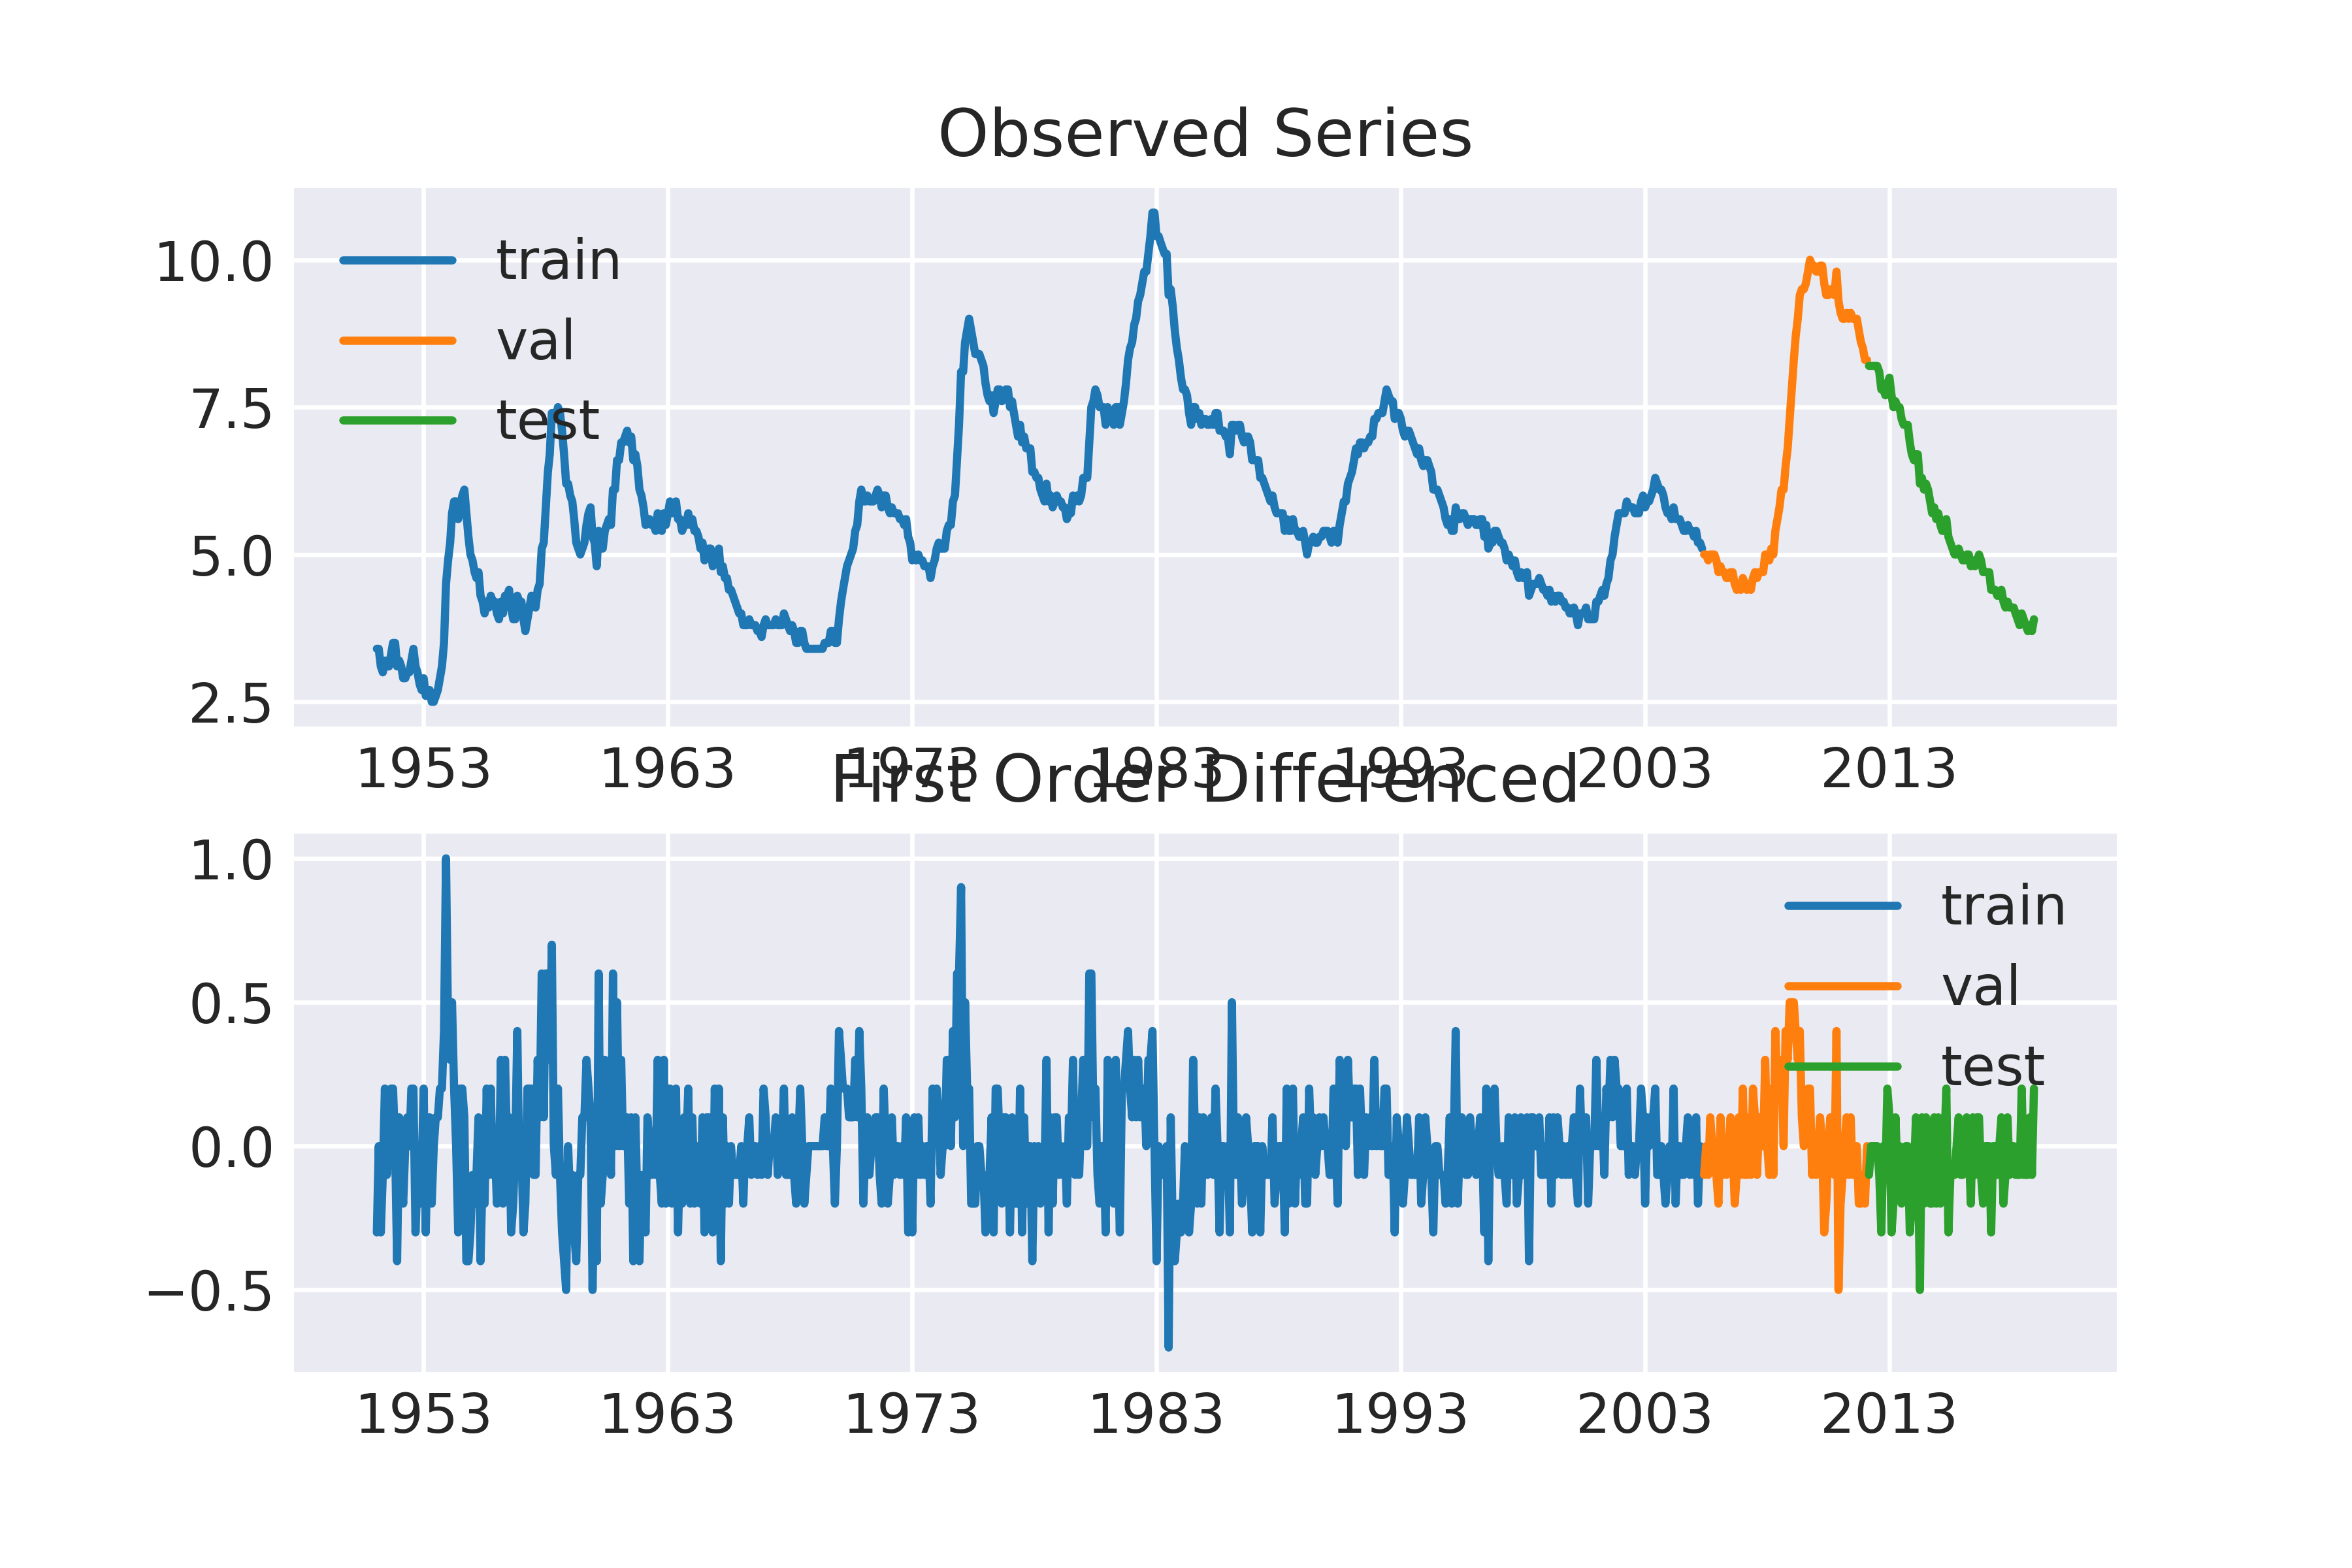 Observed Series
10.0
7.5
5.0
2.5
train
val
test
1953 1963 1973 1983 1993 2003 2013
First Order Differenced
1.0
0.5
0.0
−0.5
train
val
test
1953 1963 1973 1983 1993 2003 2013